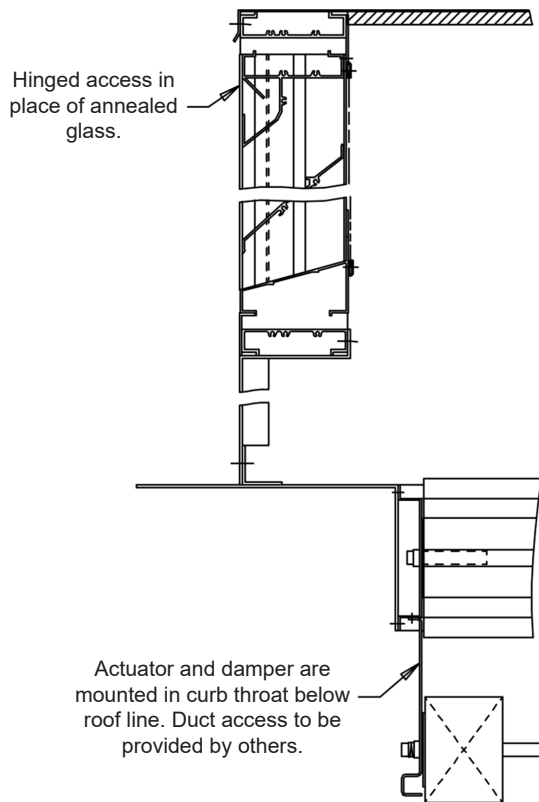 Hinged access in
place of annealed
glass.
Actuator and damper are
mounted in curb throat below
roof line. Duct access to be
provided by others.